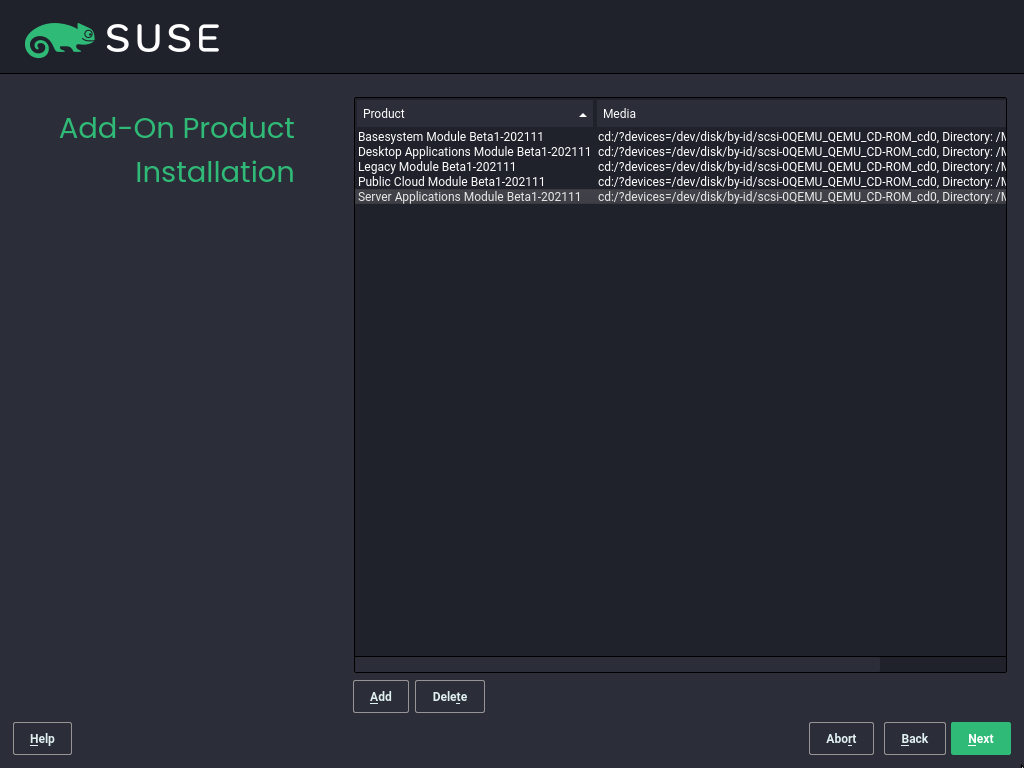 SUSE
Add-On Product
Installation
Product Media
Basesystem Module Beta1-202111 cd:/?devices=/dev/disk/by-id/scsi-0QEMU_QEMU_CD-ROM_cd0, Directory: /M
Desktop Applications Module Beta1-202111 cd:/?devices=/dev/disk/by-id/scsi-0QEMU_QEMU_CD-ROM_cd0, Directory: /M
Legacy Module Beta1-202111 cd:/?devices=/dev/disk/by-id/scsi-0QEMU_QEMU_CD-ROM_cd0, Directory: /M
Public Cloud Module Beta1-202111 cd:/?devices=/dev/disk/by-id/scsi-0QEMU_QEMU_CD-ROM_cd0, Directory: /M
Server Applications Module Beta1-202111 cd:/?devices=/dev/disk/by-id/scsi-0QEMU_QEMU_CD-ROM_cd0, Directory: /M
Add Delete
Help Abort Back Next